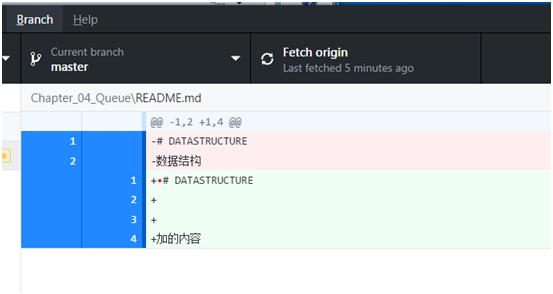 Branch Help
Current branch
master
Fetch origin
Last fetched 5 minutes ago
Chapter_04_Queue\README.md
@@ -1,2 +1,4 @@
1 -# DATASTRUCTURE
2 -数据结构
1 +•# DATASTRUCTURE
2 +
3 +
4 +加的内容